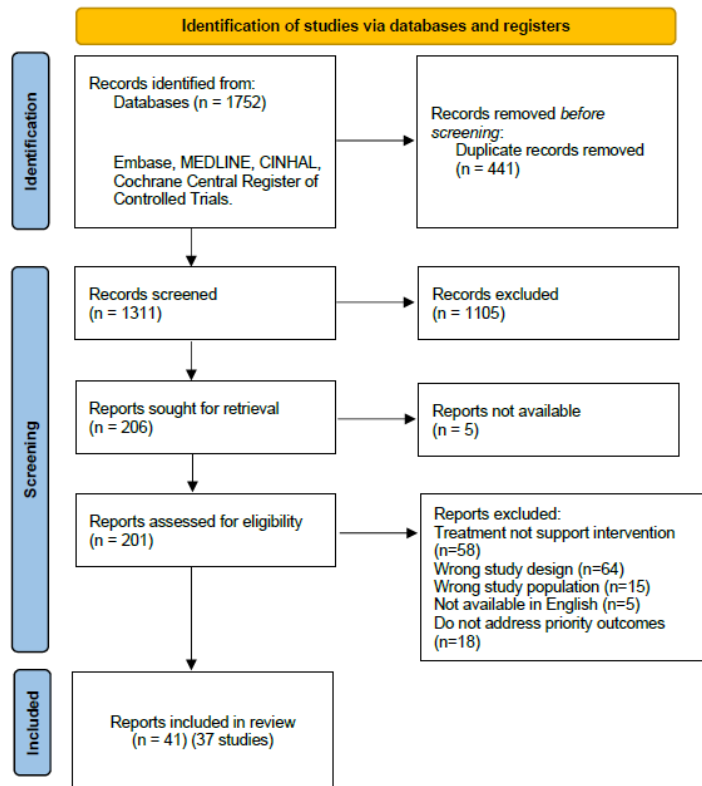 Identification of studies via databases and registers
Identification
Records identified from:
Databases (n = 1752)
Embase, MEDLINE, CINHAL,
Cochrane Central Register of
Controlled Trials.
Records removed before
screening:
Duplicate records removed
(n = 441)
Screening
Records screened
(n = 1311)
Records excluded
(n = 1105)
Reports sought for retrieval
(n = 206)
Reports not available
(n = 5)
Reports assessed for eligibility
(n = 201)
Reports excluded:
Treatment not support intervention
(n=58)
Wrong study design (n=64)
Wrong study population (n=15)
Not available in English (n=5)
Do not address priority outcomes
(n=18)
Included
Reports included in review
(n = 41) (37 studies)